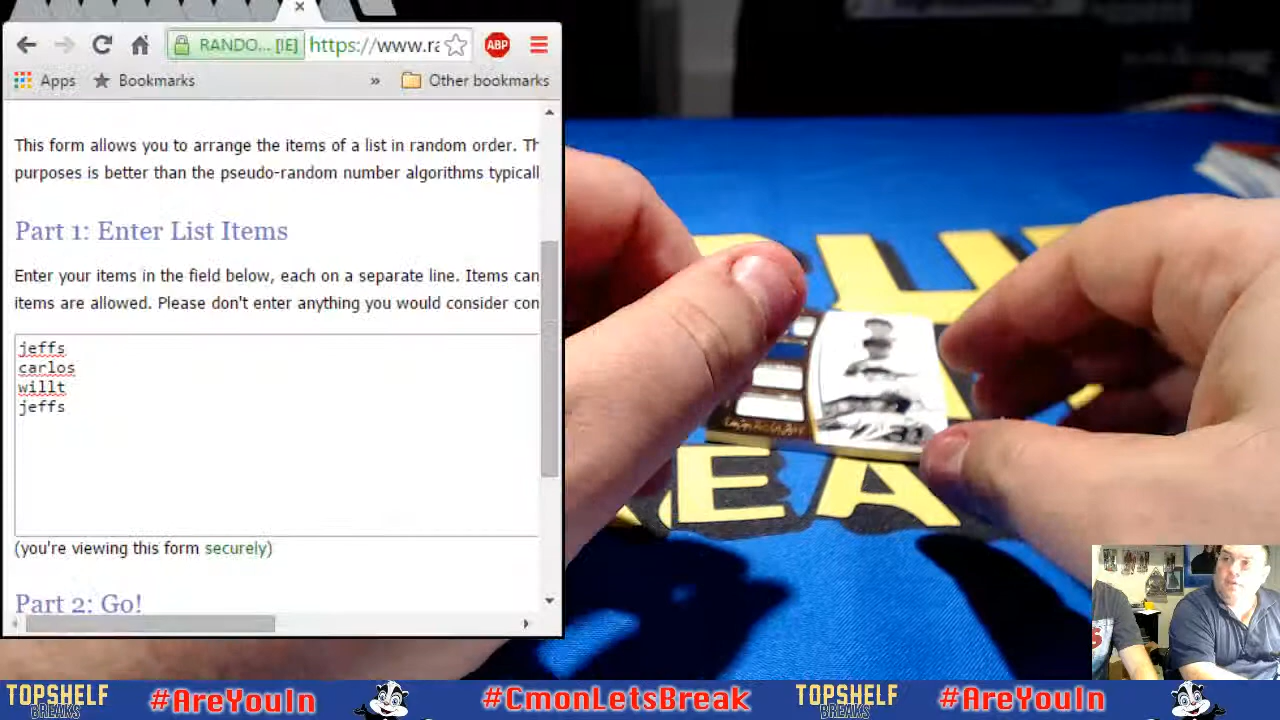 RANDO... [IE] https://www.ra ABP
Apps Bookmarks » Other bookmarks
This form allows you to arrange the items of a list in random order. Th
purposes is better than the pseudo-random number algorithms typicall
Part 1: Enter List Items
Enter your items in the field below, each on a separate line. Items can
items are allowed. Please don't enter anything you would consider con
jeffs
carlos
willt
jeffs
(you're viewing this form securely)
Part 2: Go!
EA
TOPSHELF
BREAKS
#AreYouIn
#CmonLetsBreak
TOPSHELF
BREAKS
#AreYouIn